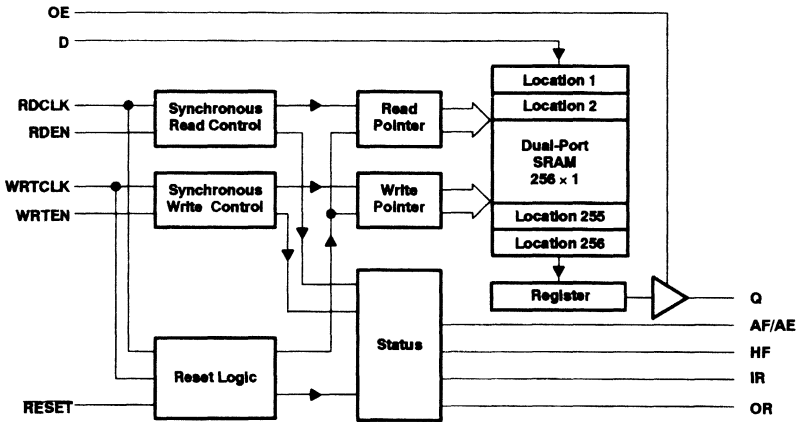 OE
D
RDCLK
RDEN
WRTCLK
WRTEN
RESET
Synchronous
Read Control
Synchronous
Write Control
Reset Logic
Read
Pointer
Write
Pointer
Status
Location 1
Location 2
Dual-Port
SRAM
256 × 1
Location 255
Location 256
Register
Q
AF/AE
HF
IR
OR